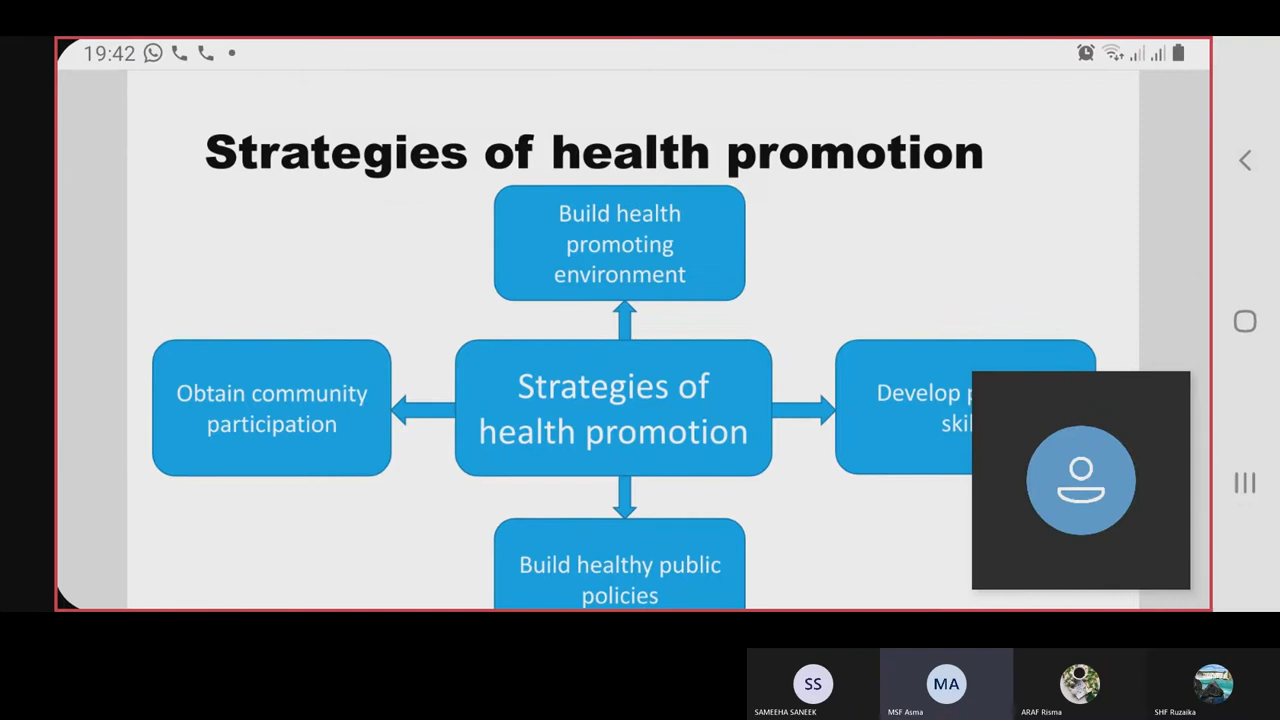 19:42
Strategies of health promotion
Build health
promoting
environment
Obtain community
participation
Strategies of
health promotion
Develop
Build healthy public
policies
SS
MA
SAMEEHA SANEEK
MSF Asma
ARAF Risma
SHF Ruzaika